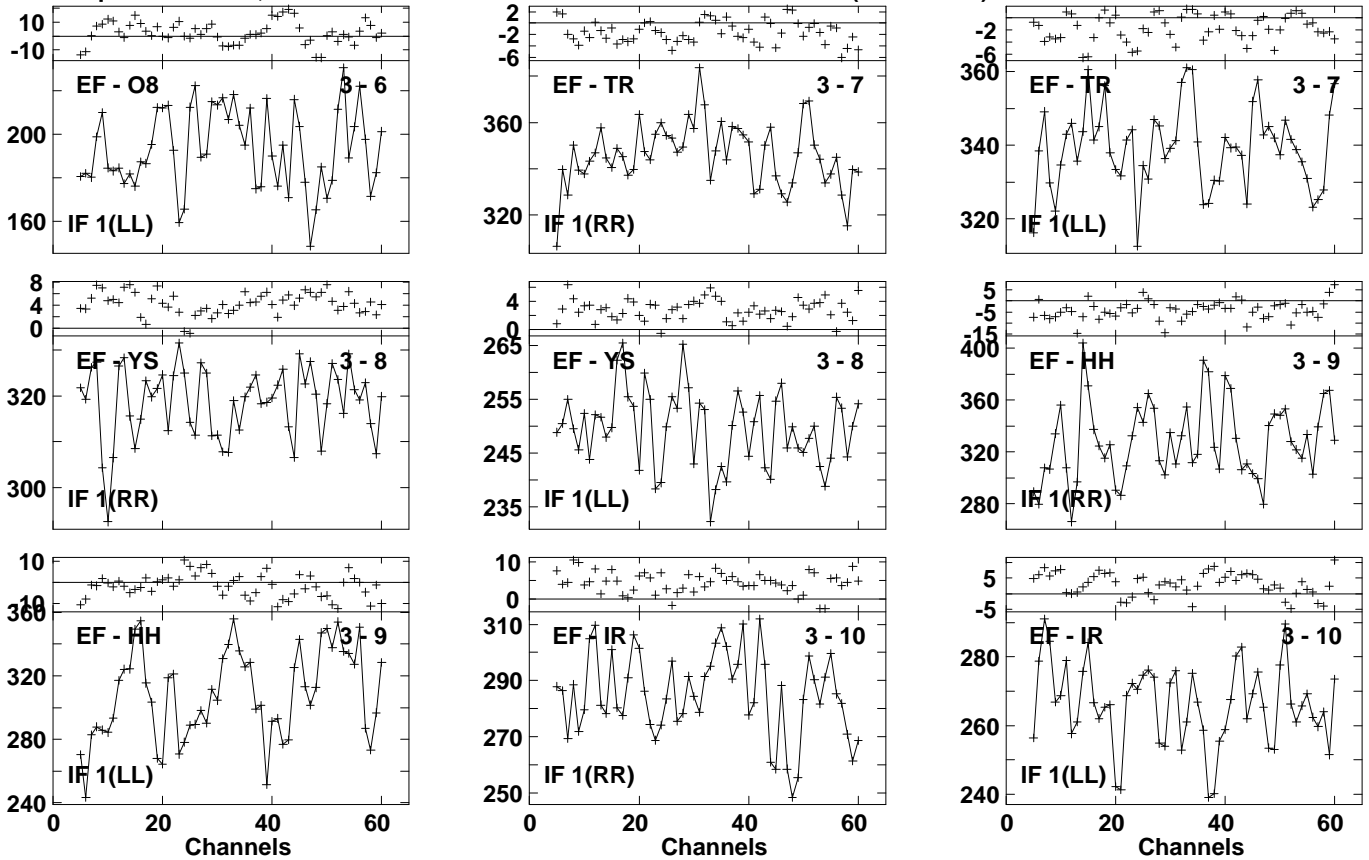 10
0
-10
EF - O8 3 - 6
200
160
IF 1(LL)
2
-2
-6
EF - TR 3 - 7
360
320
IF 1(RR)
-2
-6
360
EF - TR 3 - 7
340
320
IF 1(LL)
8
4
0
EF - YS 3 - 8
320
300
IF 1(RR)
4
0
265
EF - YS 3 - 8
255
245
235
IF 1(LL)
5
-5
-15
400
EF - HH 3 - 9
360
320
280
IF 1(RR)
10
360
EF - HH 3 - 9
320
280
240
IF 1(LL)
0 20 40 60
Channels
10
0
310
EF - IR 3 - 10
290
270
250
IF 1(RR)
0 20 40 60
Channels
5
0
-5
EF - IR 3 - 10
280
260
240
IF 1(LL)
0 20 40 60
Channels